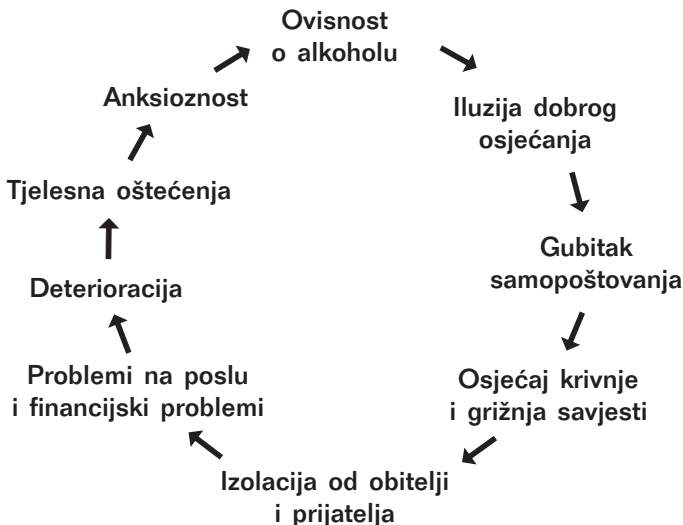 Ovisnost
o alkoholu
Iluzija dobrog
osjećanja
Gubitak
samopoštovanja
Osjećaj krivnje
i grižnja savjesti
Izolacija od obitelji
i prijatelja
Problemi na poslu
i financijski problemi
Deterioracija
Tjelesna oštećenja
Anksioznost